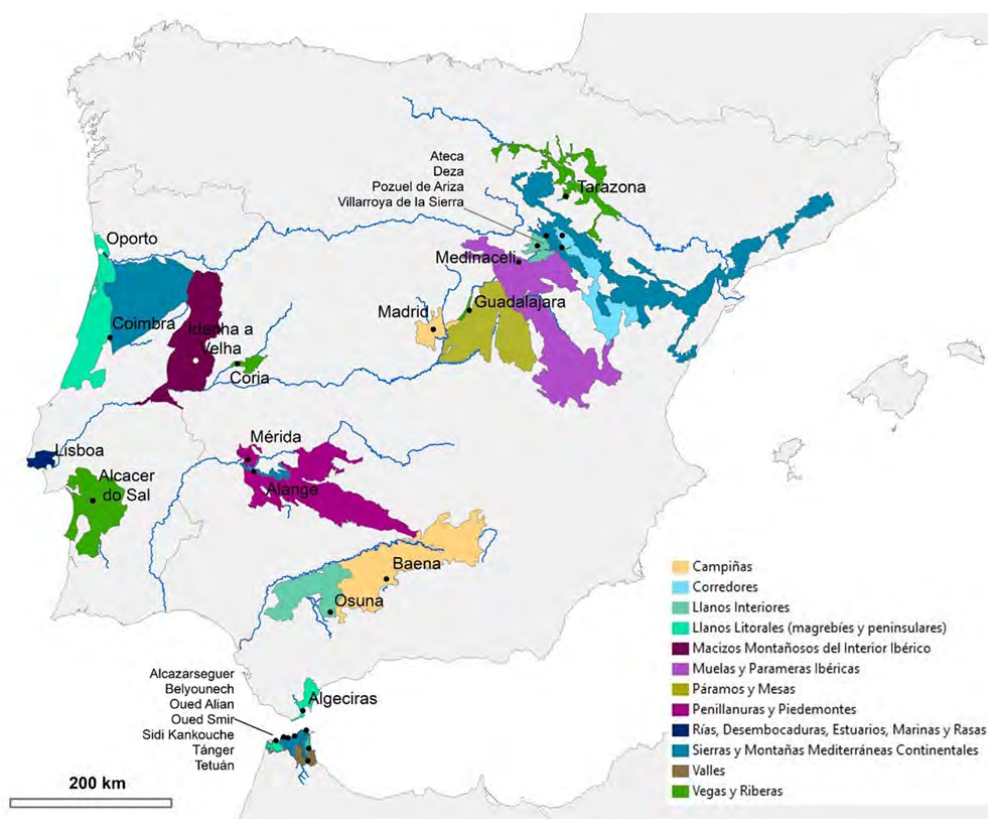 Ateca
Deza
Pozuel de Ariza
Villarroya de la Sierra
Tarazona
Oporto
Medinaceli
Guadalajara
Madrid
Coimbra
Idanha a
Velha
Coria
Lisboa
Mérida
Alcacer
do Sal
Alange
Baena
Osuna
Alcazarseguer
Belyounech
Oued Alian
Oued Smir
Sidi Kankouche
Tánger
Tetuán
Algeciras
200 km
Campiñas
Corredores
Llanos Interiores
Llanos Litorales (magrebíes y peninsulares)
Macizos Montañosos del Interior Ibérico
Muelas y Parameras Ibéricas
Páramos y Mesas
Penillanuras y Piedemontes
Rías, Desembocaduras, Estuarios, Marinas y Rasas
Sierras y Montañas Mediterráneas Continentales
Valles
Vegas y Riberas